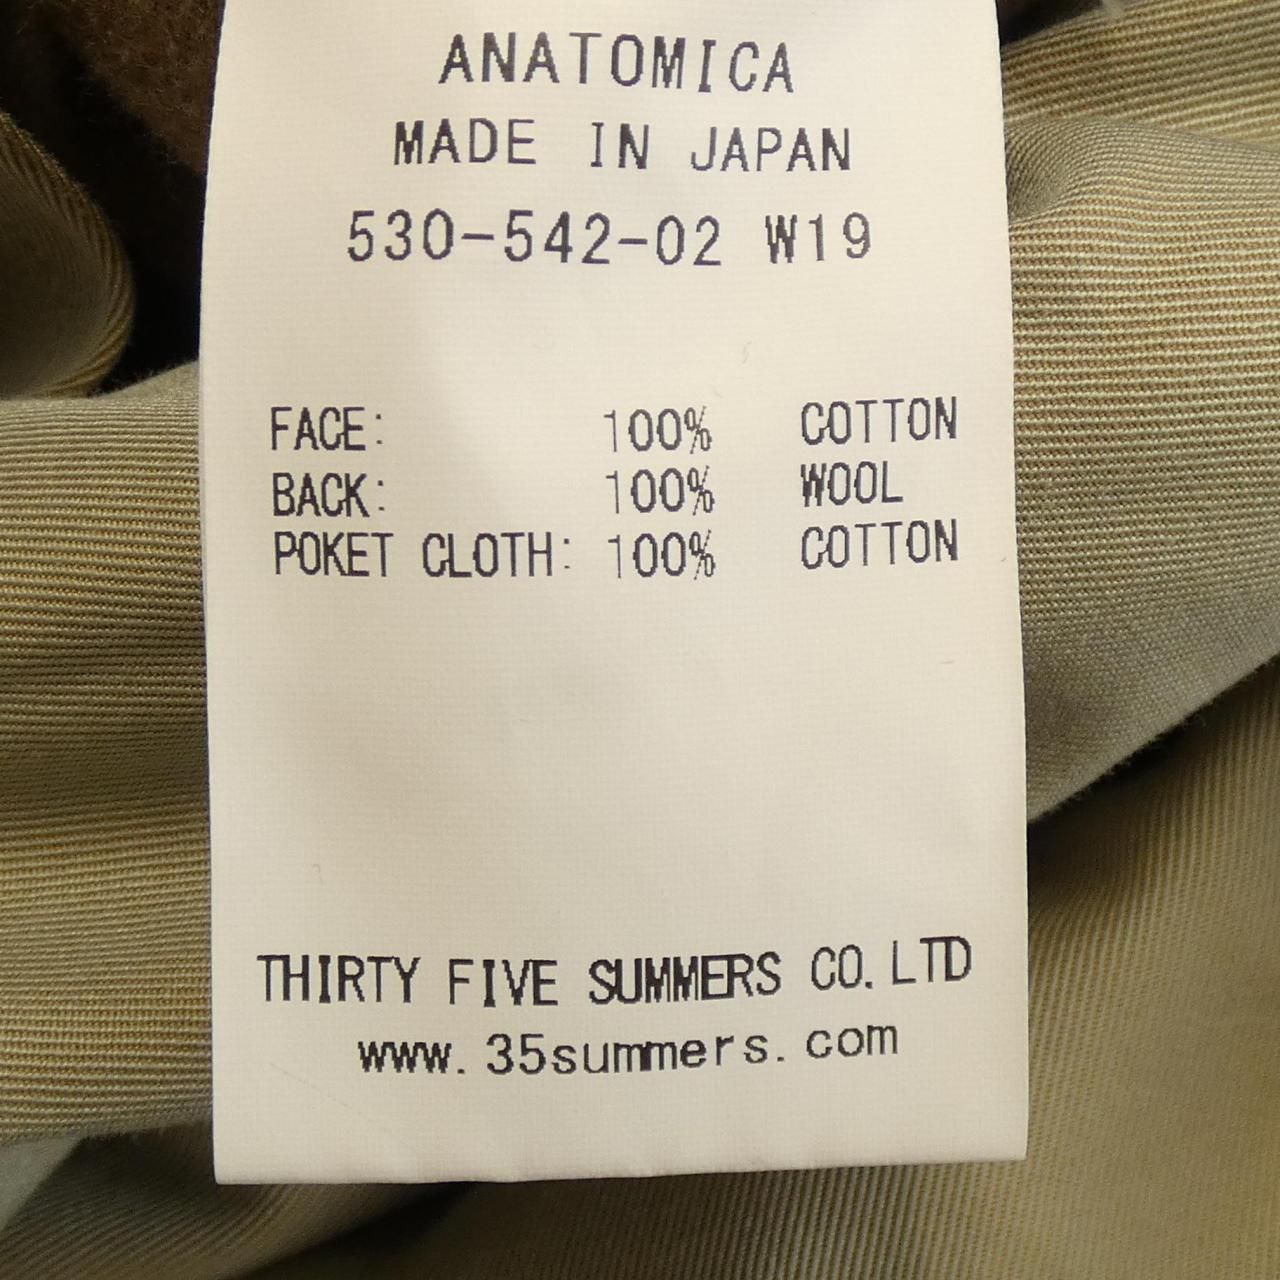 ANATOMICA
MADE IN JAPAN
530-542-02 W19
FACE: 100% COTTON
BACK: 100% WOOL
POKET CLOTH: 100% COTTON
THIRTY FIVE SUMMERS CO. LTD
www.35summers.com